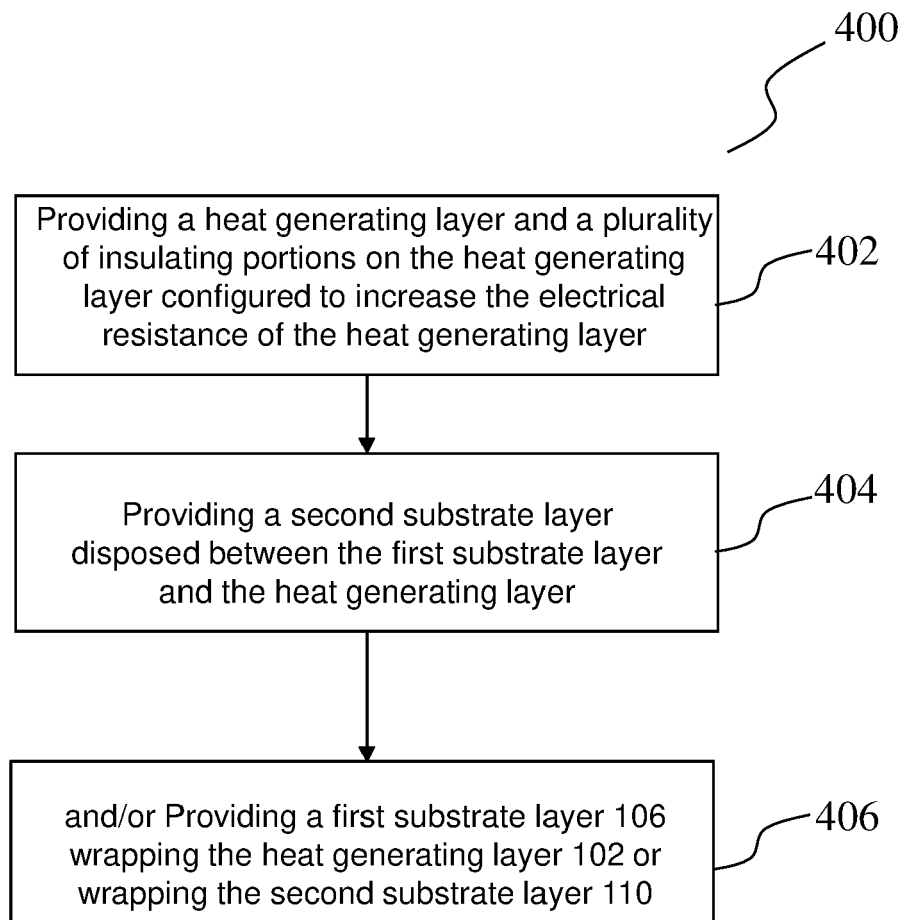 400
Providing a heat generating layer and a plurality
of insulating portions on the heat generating
layer configured to increase the electrical
resistance of the heat generating layer
402
Providing a second substrate layer
disposed between the first substrate layer
and the heat generating layer
404
and/or Providing a first substrate layer 106
wrapping the heat generating layer 102 or
wrapping the second substrate layer 110
406